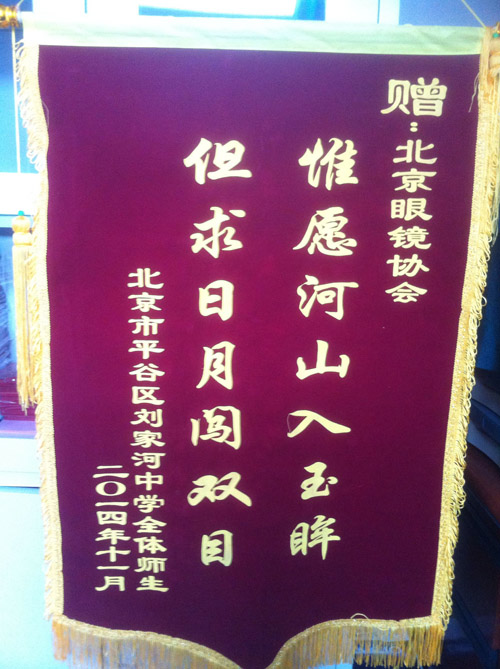 赠：北京眼镜协会
惟愿河山入玉眸
但求日月闯双目
北京市平谷区刘家河中学全体师生
二〇一四年十一月